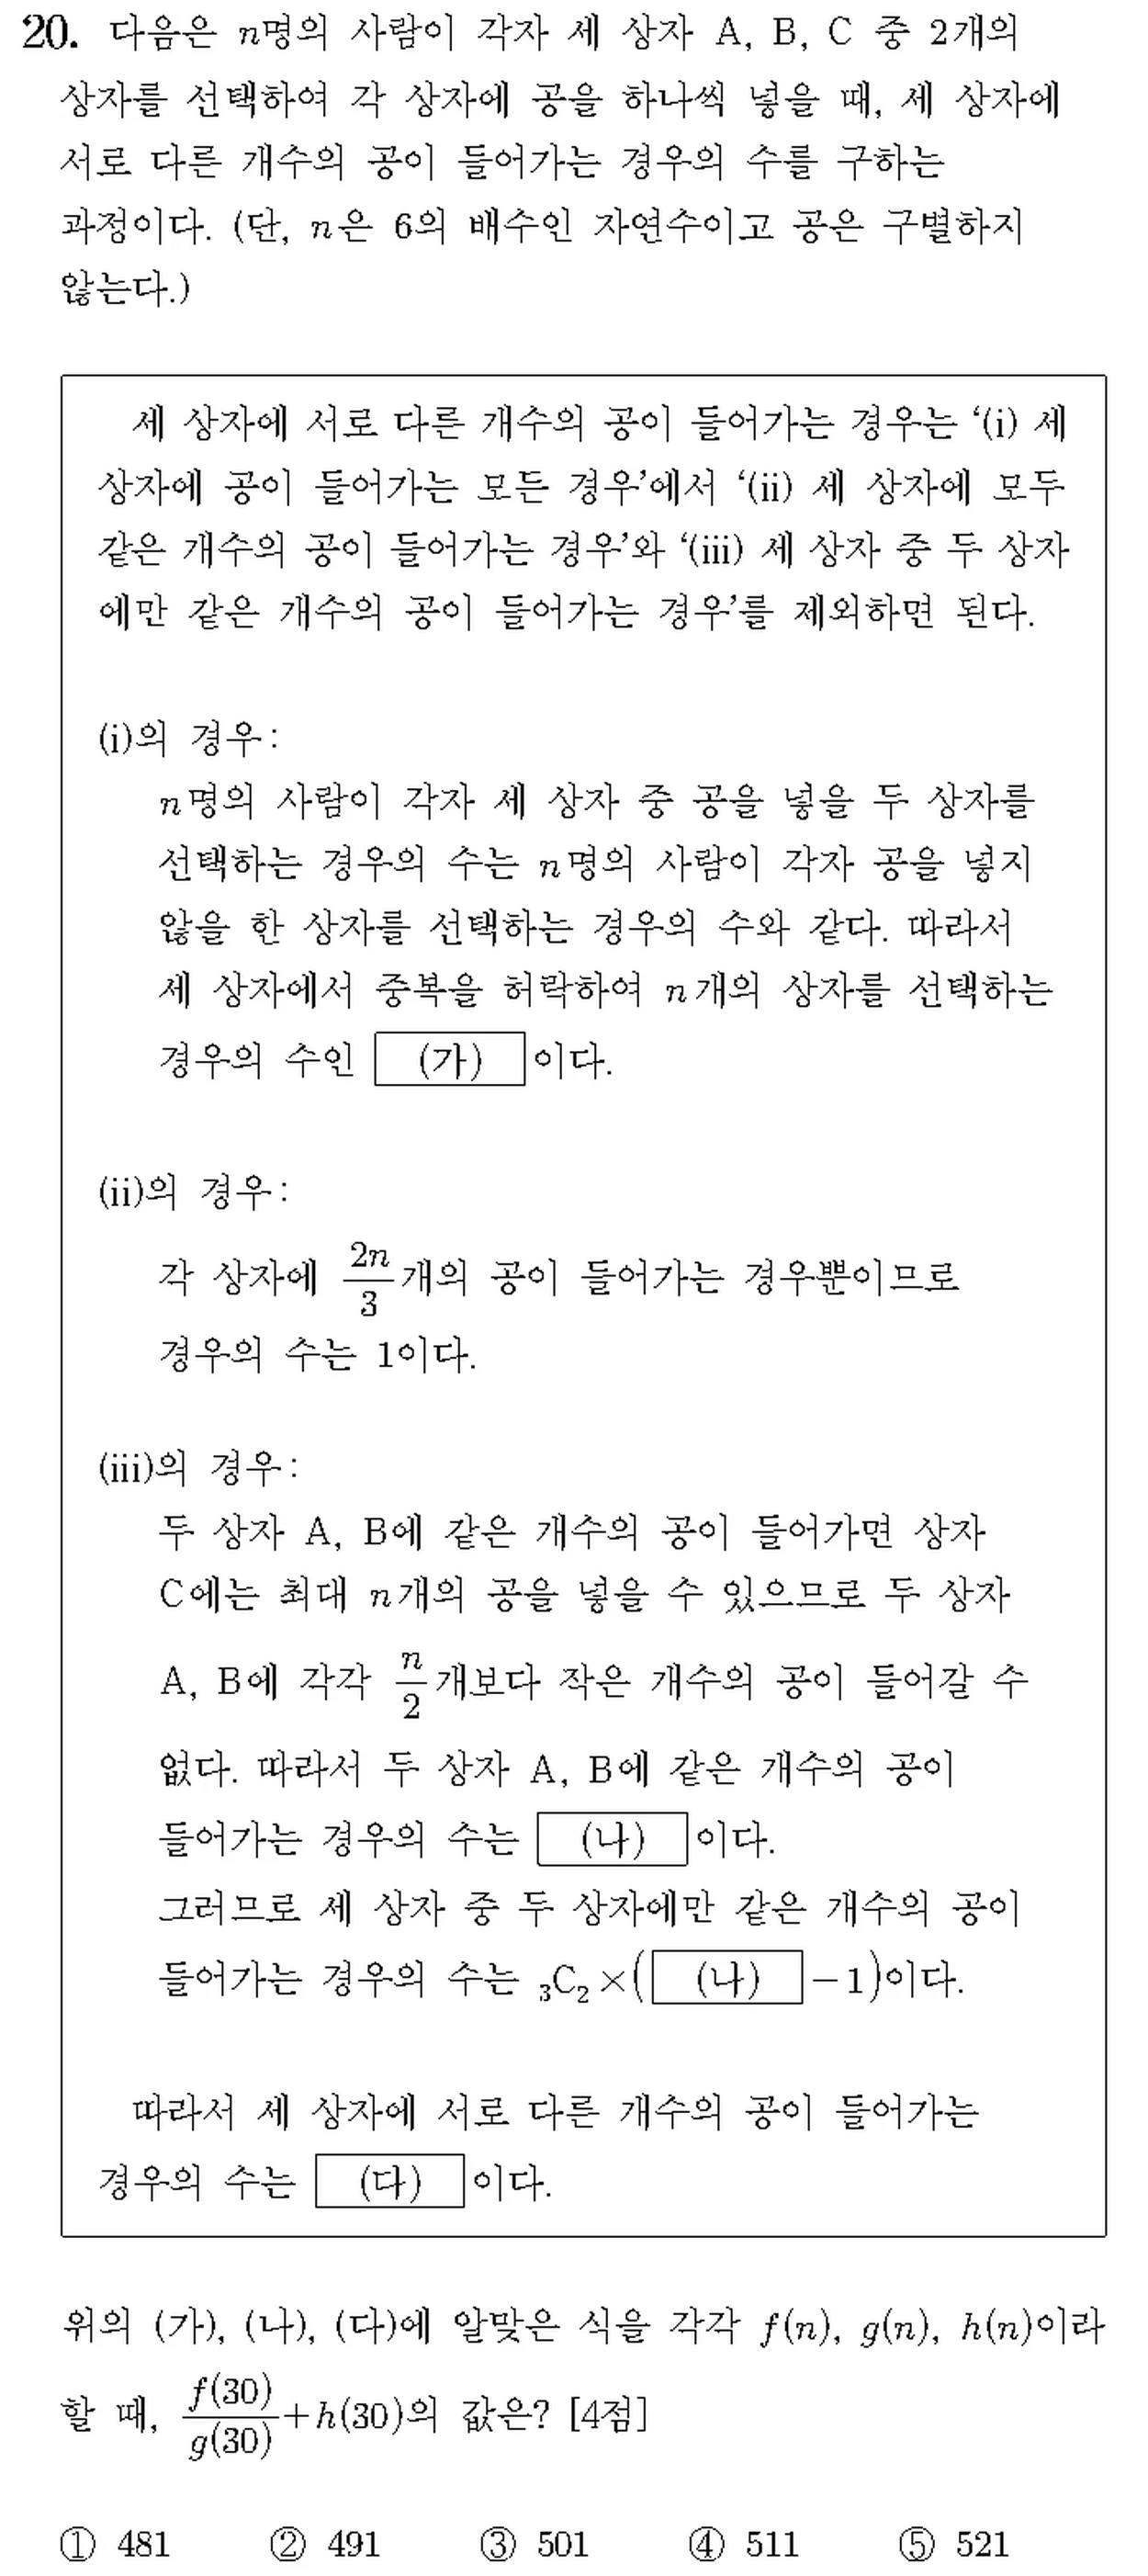 20. 다음은 n명의 사람이 각자 세 상자 A, B, C 중 2개의
상자를 선택하여 각 상자에 공을 하나씩 넣을 때, 세 상자에
서로 다른 개수의 공이 들어가는 경우의 수를 구하는
과정이다. (단, n은 6의 배수인 자연수이고 공은 구별하지
않는다.)
세 상자에 서로 다른 개수의 공이 들어가는 경우는 ‘(i) 세
상자에 공이 들어가는 모든 경우’에서 ‘(ii) 세 상자에 모두
같은 개수의 공이 들어가는 경우’와 ‘(iii) 세 상자 중 두 상자
에만 같은 개수의 공이 들어가는 경우’를 제외하면 된다.
(i)의 경우:
n명의 사람이 각자 세 상자 중 공을 넣을 두 상자를
선택하는 경우의 수는 n명의 사람이 각자 공을 넣지
않을 한 상자를 선택하는 경우의 수와 같다. 따라서
세 상자에서 중복을 허락하여 n개의 상자를 선택하는
경우의 수인 (가) 이다.
(ii)의 경우:
각 상자에 2n/3 개의 공이 들어가는 경우뿐이므로
경우의 수는 1이다.
(iii)의 경우:
두 상자 A, B에 같은 개수의 공이 들어가면 상자
C에는 최대 n개의 공을 넣을 수 있으므로 두 상자
A, B에 각각 n/2 개보다 작은 개수의 공이 들어갈 수
없다. 따라서 두 상자 A, B에 같은 개수의 공이
들어가는 경우의 수는 (나) 이다.
그러므로 세 상자 중 두 상자에만 같은 개수의 공이
들어가는 경우의 수는 ₃C₂×( (나) −1)이다.
따라서 세 상자에 서로 다른 개수의 공이 들어가는
경우의 수는 (다) 이다.
위의 (가), (나), (다)에 알맞은 식을 각각 f(n), g(n), h(n)이라
할 때, f(30)/g(30)+h(30)의 값은? [4점]
① 481 ② 491 ③ 501 ④ 511 ⑤ 521